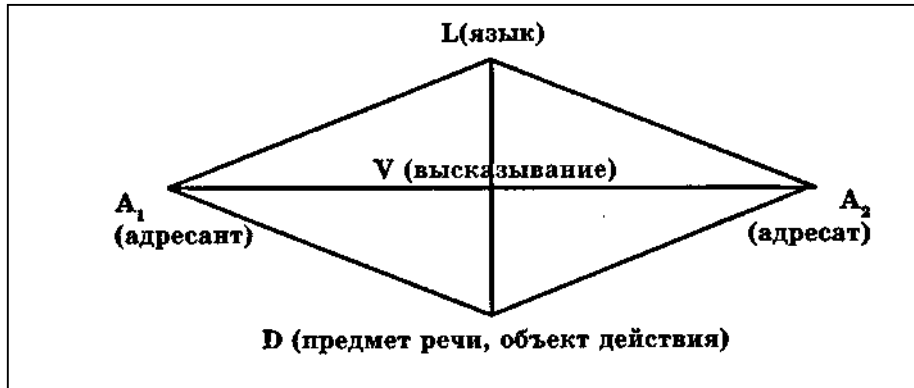 L(язык)
V (высказывание)
A₁
(адресант)
A₂
(адресат)
D (предмет речи, объект действия)